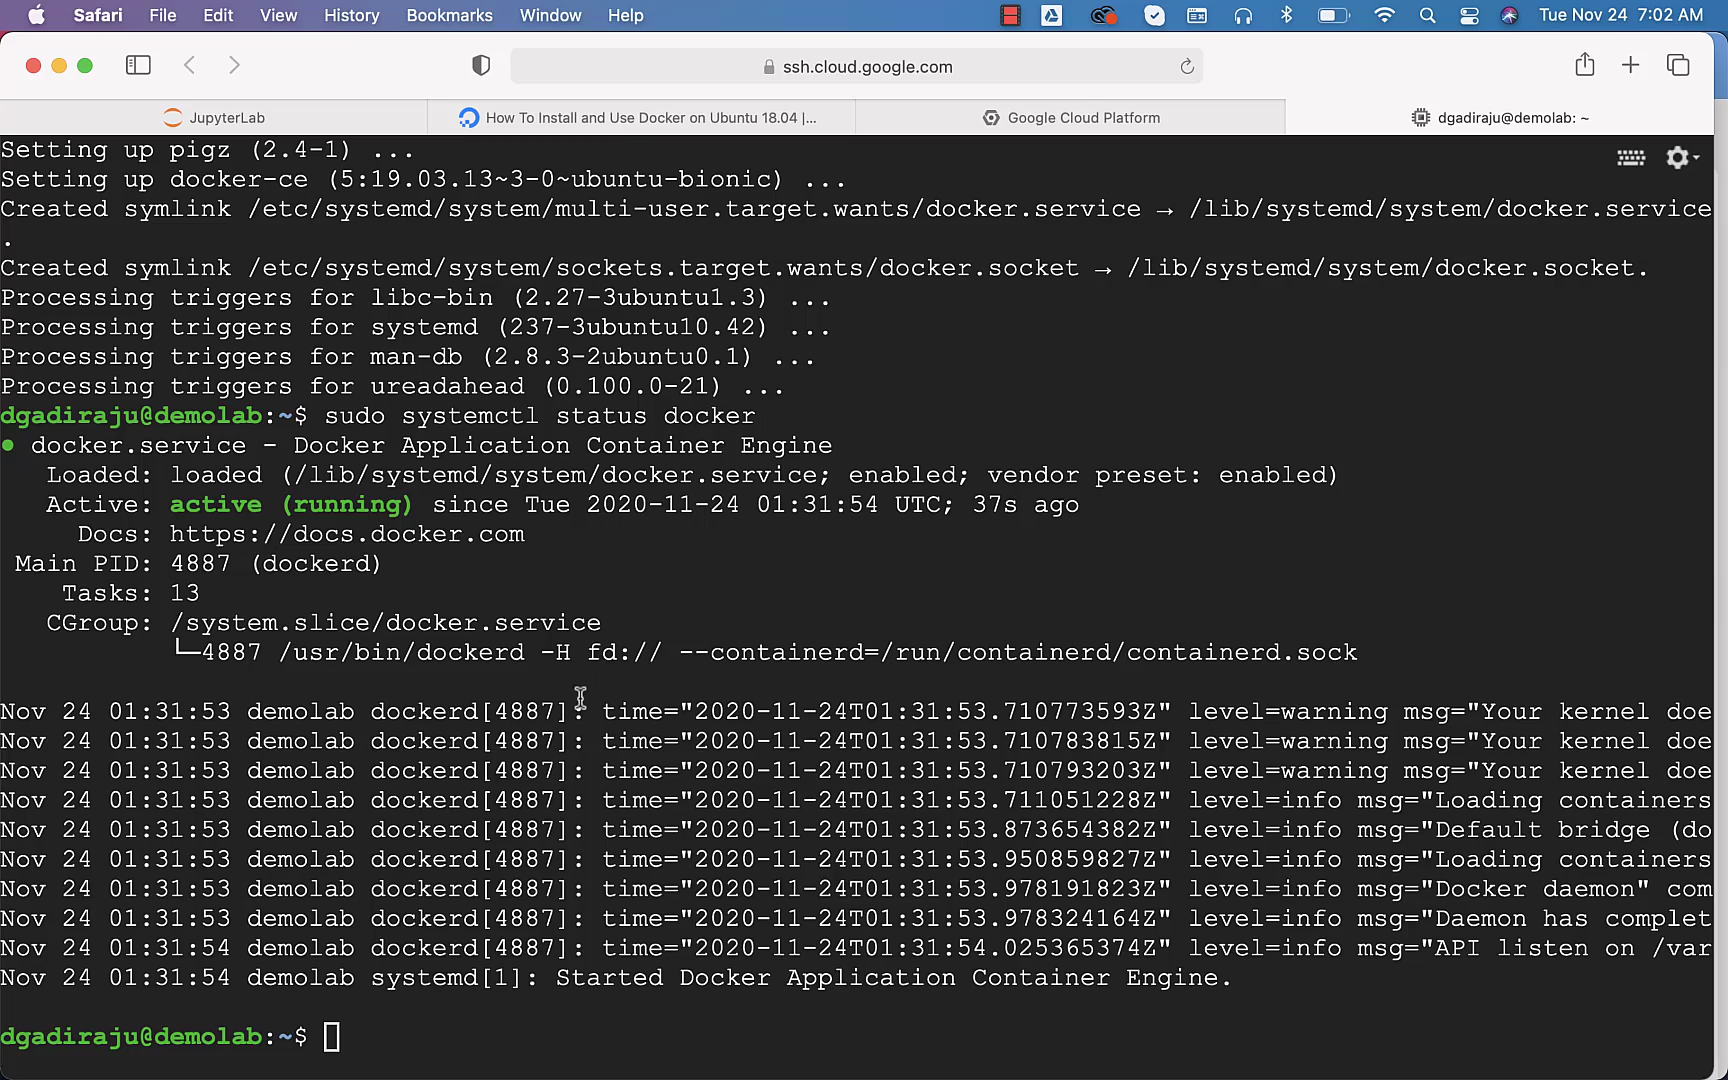 Safari File Edit View History Bookmarks Window Help Tue Nov 24 7:02 AM
ssh.cloud.google.com
JupyterLab How To Install and Use Docker on Ubuntu 18.04 |... Google Cloud Platform dgadiraju@demolab: ~
Setting up pigz (2.4-1) ...
Setting up docker-ce (5:19.03.13~3-0~ubuntu-bionic) ...
Created symlink /etc/systemd/system/multi-user.target.wants/docker.service → /lib/systemd/system/docker.service
.
Created symlink /etc/systemd/system/sockets.target.wants/docker.socket → /lib/systemd/system/docker.socket.
Processing triggers for libc-bin (2.27-3ubuntu1.3) ...
Processing triggers for systemd (237-3ubuntu10.42) ...
Processing triggers for man-db (2.8.3-2ubuntu0.1) ...
Processing triggers for ureadahead (0.100.0-21) ...
dgadiraju@demolab:~$ sudo systemctl status docker
● docker.service - Docker Application Container Engine
Loaded: loaded (/lib/systemd/system/docker.service; enabled; vendor preset: enabled)
Active: active (running) since Tue 2020-11-24 01:31:54 UTC; 37s ago
Docs: https://docs.docker.com
Main PID: 4887 (dockerd)
Tasks: 13
CGroup: /system.slice/docker.service
└─4887 /usr/bin/dockerd -H fd:// --containerd=/run/containerd/containerd.sock
Nov 24 01:31:53 demolab dockerd[4887]: time="2020-11-24T01:31:53.710773593Z" level=warning msg="Your kernel doe
Nov 24 01:31:53 demolab dockerd[4887]: time="2020-11-24T01:31:53.710783815Z" level=warning msg="Your kernel doe
Nov 24 01:31:53 demolab dockerd[4887]: time="2020-11-24T01:31:53.710793203Z" level=warning msg="Your kernel doe
Nov 24 01:31:53 demolab dockerd[4887]: time="2020-11-24T01:31:53.711051228Z" level=info msg="Loading containers
Nov 24 01:31:53 demolab dockerd[4887]: time="2020-11-24T01:31:53.873654382Z" level=info msg="Default bridge (do
Nov 24 01:31:53 demolab dockerd[4887]: time="2020-11-24T01:31:53.950859827Z" level=info msg="Loading containers
Nov 24 01:31:53 demolab dockerd[4887]: time="2020-11-24T01:31:53.978191823Z" level=info msg="Docker daemon" com
Nov 24 01:31:53 demolab dockerd[4887]: time="2020-11-24T01:31:53.978324164Z" level=info msg="Daemon has complet
Nov 24 01:31:54 demolab dockerd[4887]: time="2020-11-24T01:31:54.025365374Z" level=info msg="API listen on /var
Nov 24 01:31:54 demolab systemd[1]: Started Docker Application Container Engine.
dgadiraju@demolab:~$